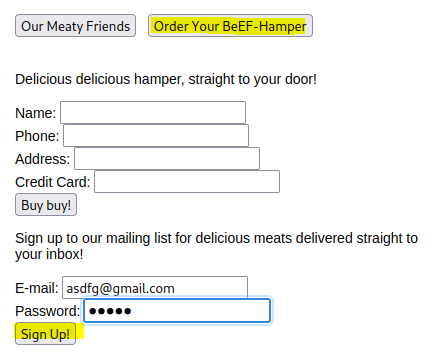 Our Meaty Friends Order Your BeEF-Hamper
Delicious delicious hamper, straight to your door!
Name:
Phone:
Address:
Credit Card:
Buy buy!
Sign up to our mailing list for delicious meats delivered straight to
your inbox!
E-mail: asdfg@gmail.com
Password: •••••
Sign Up!